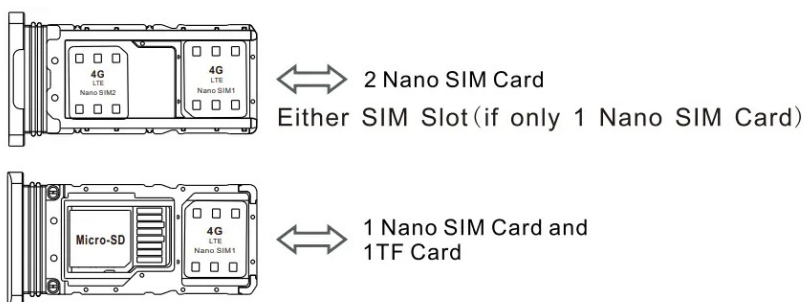 4G
LTE
Nano SIM2
4G
LTE
Nano SIM1
2 Nano SIM Card
Either SIM Slot(if only 1 Nano SIM Card)
Micro-SD
4G
LTE
Nano SIM1
1 Nano SIM Card and
1TF Card